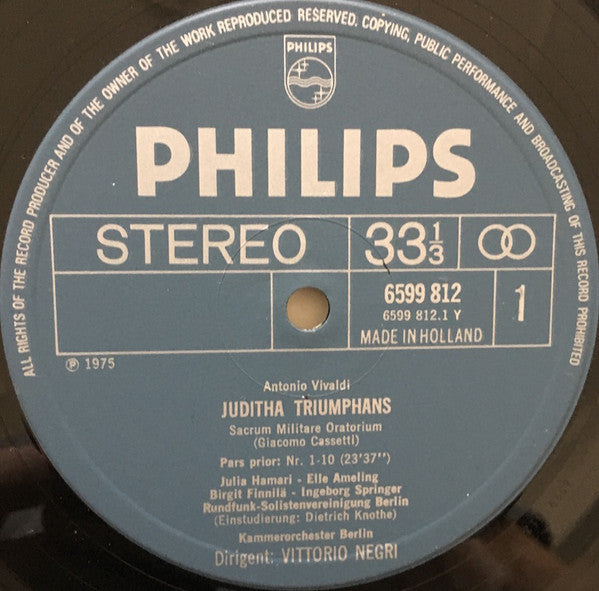 ALL RIGHTS OF THE RECORD PRODUCER AND OF THE OWNER OF THE WORK REPRODUCED RESERVED. COPYING, PUBLIC PERFORMANCE AND BROADCASTING OF THIS RECORD PROHIBITED
PHILIPS
PHILIPS
STEREO 33⅓
6599 812 1
6599 812.1 Y
MADE IN HOLLAND
℗ 1975
Antonio Vivaldi
JUDITHA TRIUMPHANS
Sacrum Militare Oratorium
(Giacomo Cassetti)
Pars prior: Nr. 1-10 (23'37'')
Julia Hamari - Elle Ameling
Birgit Finnilä - Ingeborg Springer
Rundfunk-Solistenvereinigung Berlin
(Einstudierung: Dietrich Knothe)
Kammerorchester Berlin
Dirigent: VITTORIO NEGRI